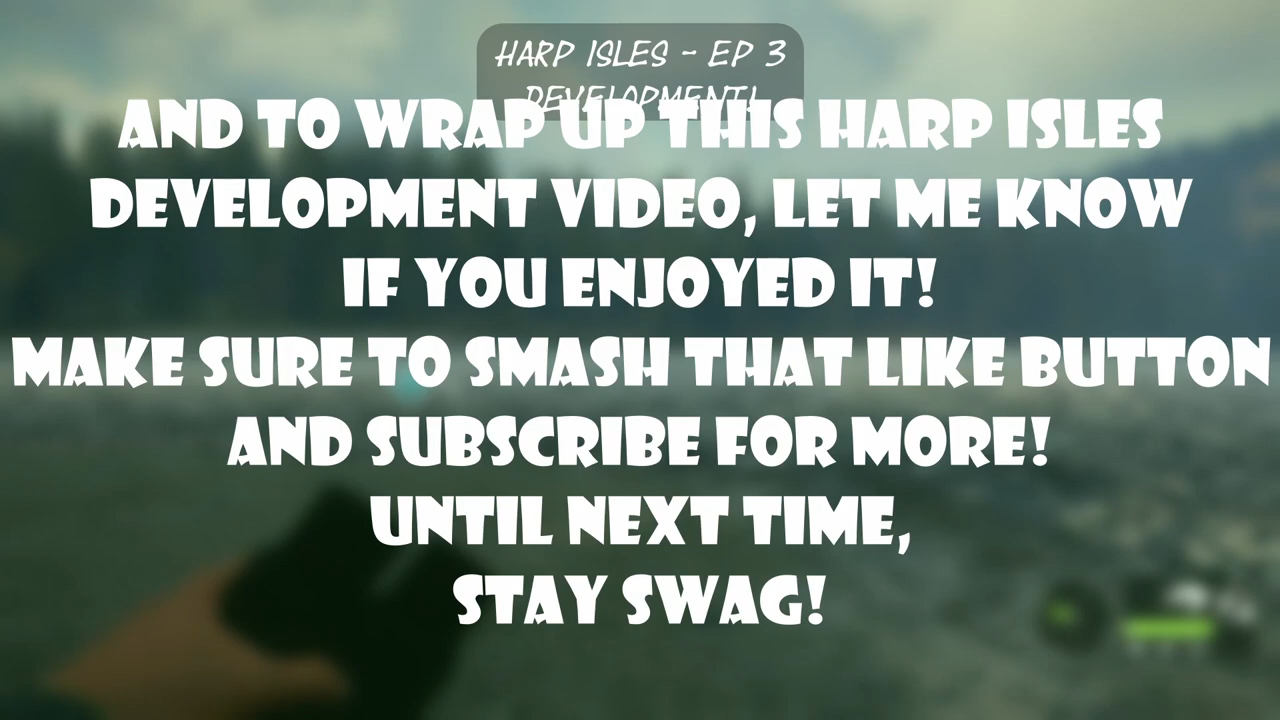 HARP ISLES - EP 3
DEVELOPMENT!
AND TO WRAP UP THIS HARP ISLES
DEVELOPMENT VIDEO, LET ME KNOW
IF YOU ENJOYED IT!
MAKE SURE TO SMASH THAT LIKE BUTTON
AND SUBSCRIBE FOR MORE!
UNTIL NEXT TIME,
STAY SWAG!